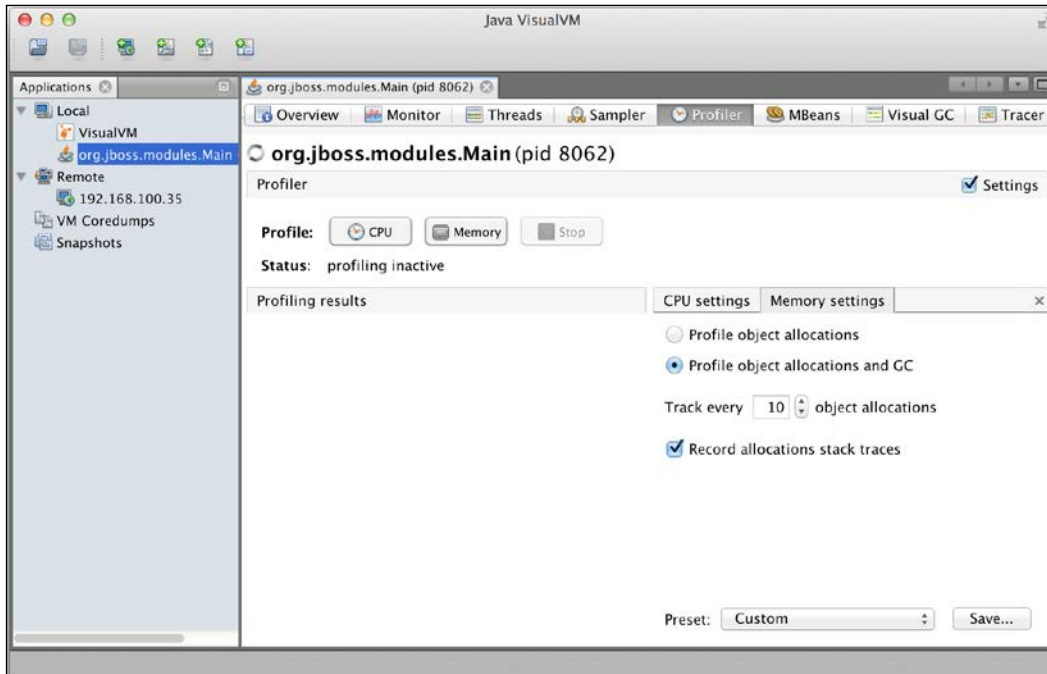 Java VisualVM
Applications
Local
VisualVM
org.jboss.modules.Main
Remote
192.168.100.35
VM Coredumps
Snapshots
org.jboss.modules.Main (pid 8062)
Overview Monitor Threads Sampler Profiler MBeans Visual GC Tracer
org.jboss.modules.Main (pid 8062)
Profiler Settings
Profile: CPU Memory Stop
Status: profiling inactive
Profiling results
CPU settings Memory settings
Profile object allocations
Profile object allocations and GC
Track every 10 object allocations
Record allocations stack traces
Preset: Custom Save...